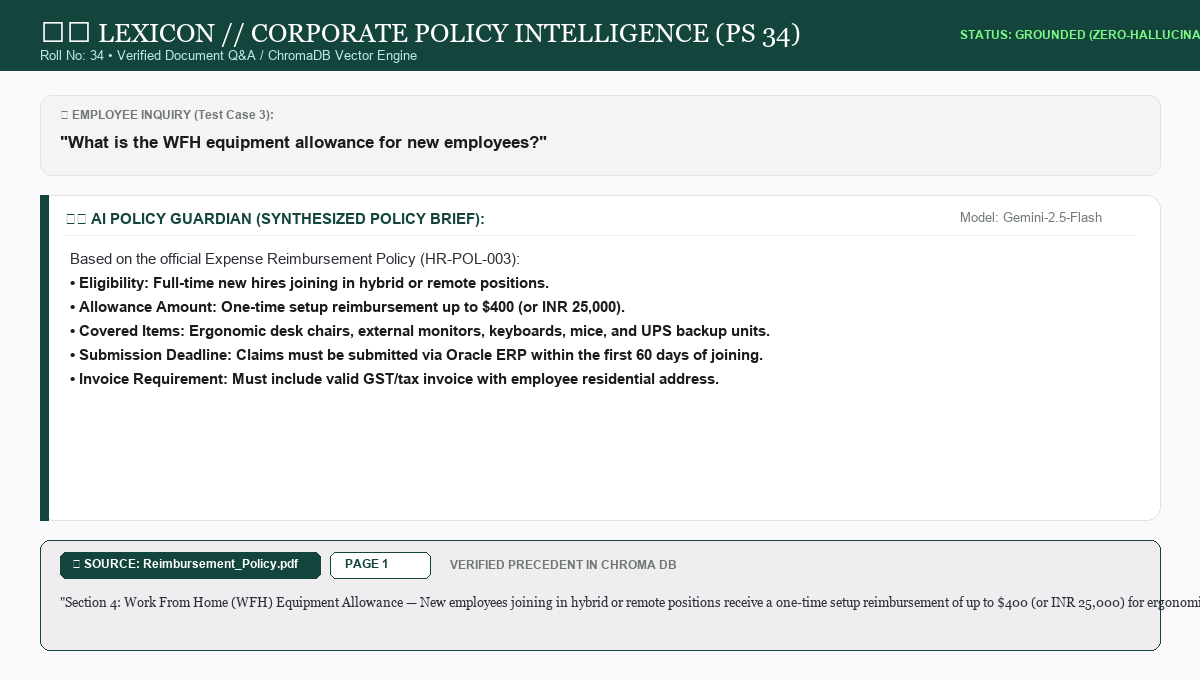 LEXICON // CORPORATE POLICY INTELLIGENCE (PS 34)
STATUS: GROUNDED (ZERO-HALLUCINA
Roll No: 34 • Verified Document Q&A / ChromaDB Vector Engine
EMPLOYEE INQUIRY (Test Case 3):
"What is the WFH equipment allowance for new employees?"
AI POLICY GUARDIAN (SYNTHESIZED POLICY BRIEF):
Model: Gemini-2.5-Flash
Based on the official Expense Reimbursement Policy (HR-POL-003):
• Eligibility: Full-time new hires joining in hybrid or remote positions.
• Allowance Amount: One-time setup reimbursement up to $400 (or INR 25,000).
• Covered Items: Ergonomic desk chairs, external monitors, keyboards, mice, and UPS backup units.
• Submission Deadline: Claims must be submitted via Oracle ERP within the first 60 days of joining.
• Invoice Requirement: Must include valid GST/tax invoice with employee residential address.
SOURCE: Reimbursement_Policy.pdf
PAGE 1
VERIFIED PRECEDENT IN CHROMA DB
"Section 4: Work From Home (WFH) Equipment Allowance — New employees joining in hybrid or remote positions receive a one-time setup reimbursement of up to $400 (or INR 25,000) for ergonomi